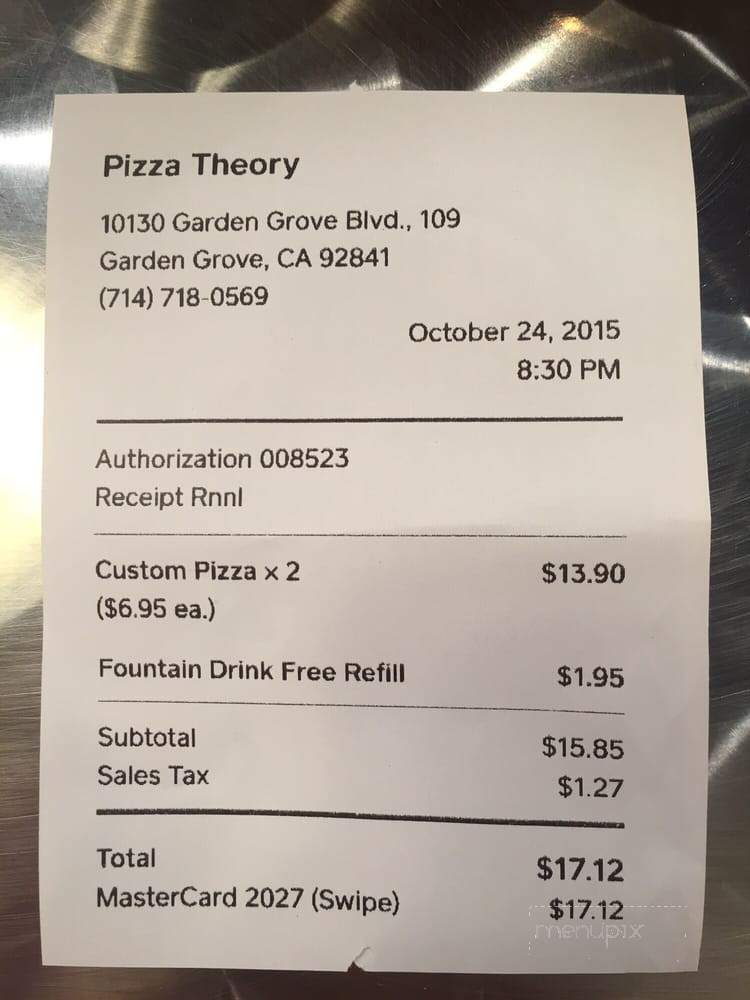 Pizza Theory
10130 Garden Grove Blvd., 109
Garden Grove, CA 92841
(714) 718-0569
October 24, 2015
8:30 PM
Authorization 008523
Receipt Rnnl
Custom Pizza x 2 $13.90
($6.95 ea.)
Fountain Drink Free Refill $1.95
Subtotal $15.85
Sales Tax $1.27
Total $17.12
MasterCard 2027 (Swipe) $17.12
menupix